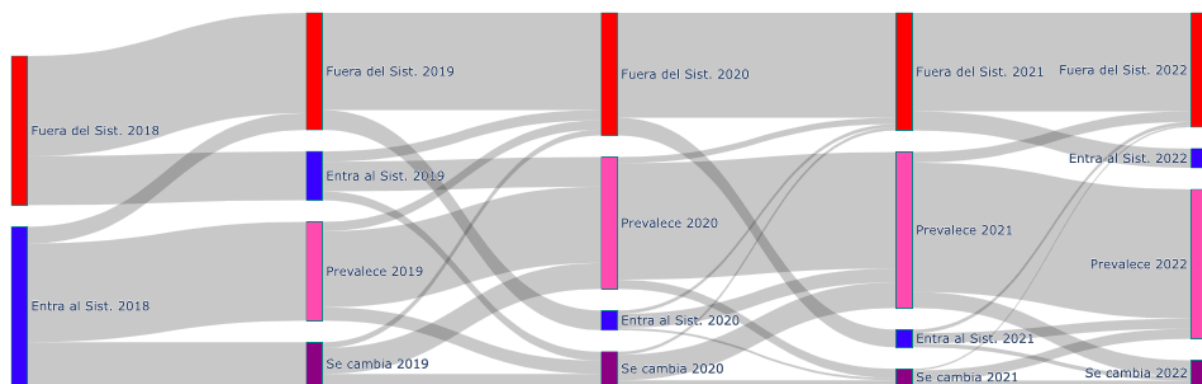 Fuera del Sist. 2018
Entra al Sist. 2018
Fuera del Sist. 2019
Entra al Sist. 2019
Prevalece 2019
Se cambia 2019
Fuera del Sist. 2020
Prevalece 2020
Entra al Sist. 2020
Se cambia 2020
Fuera del Sist. 2021
Prevalece 2021
Entra al Sist. 2021
Se cambia 2021
Fuera del Sist. 2022
Entra al Sist. 2022
Prevalece 2022
Se cambia 2022